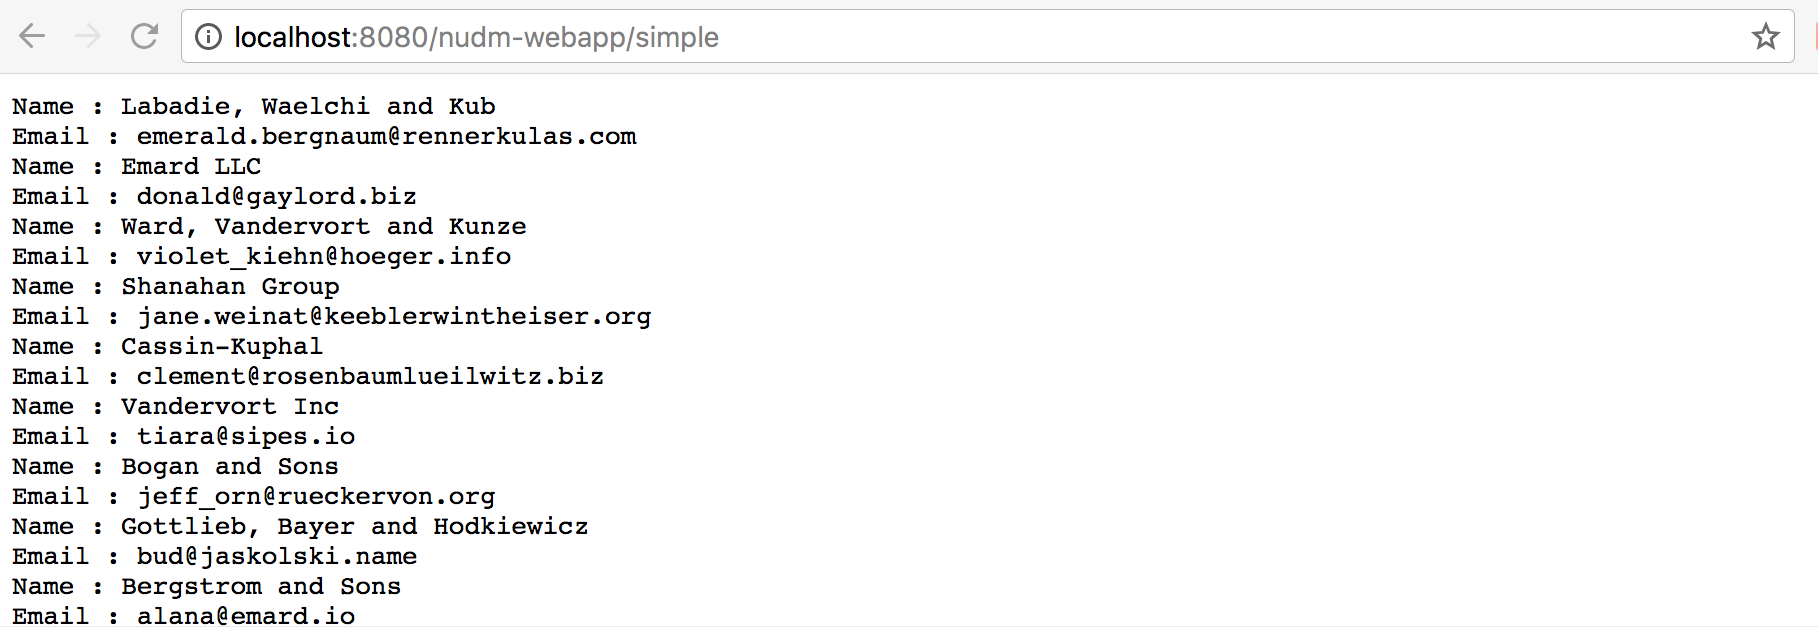 localhost:8080/nudm-webapp/simple
Name : Labadie, Waelchi and Kub
Email : emerald.bergnaum@rennerkulas.com
Name : Emard LLC
Email : donald@gaylord.biz
Name : Ward, Vandervort and Kunze
Email : violet_kiehn@hoeger.info
Name : Shanahan Group
Email : jane.weinat@keeblerwintheiser.org
Name : Cassin-Kuphal
Email : clement@rosenbaumlueilwitz.biz
Name : Vandervort Inc
Email : tiara@sipes.io
Name : Bogan and Sons
Email : jeff_orn@rueckervon.org
Name : Gottlieb, Bayer and Hodkiewicz
Email : bud@jaskolski.name
Name : Bergstrom and Sons
Email : alana@emard.io